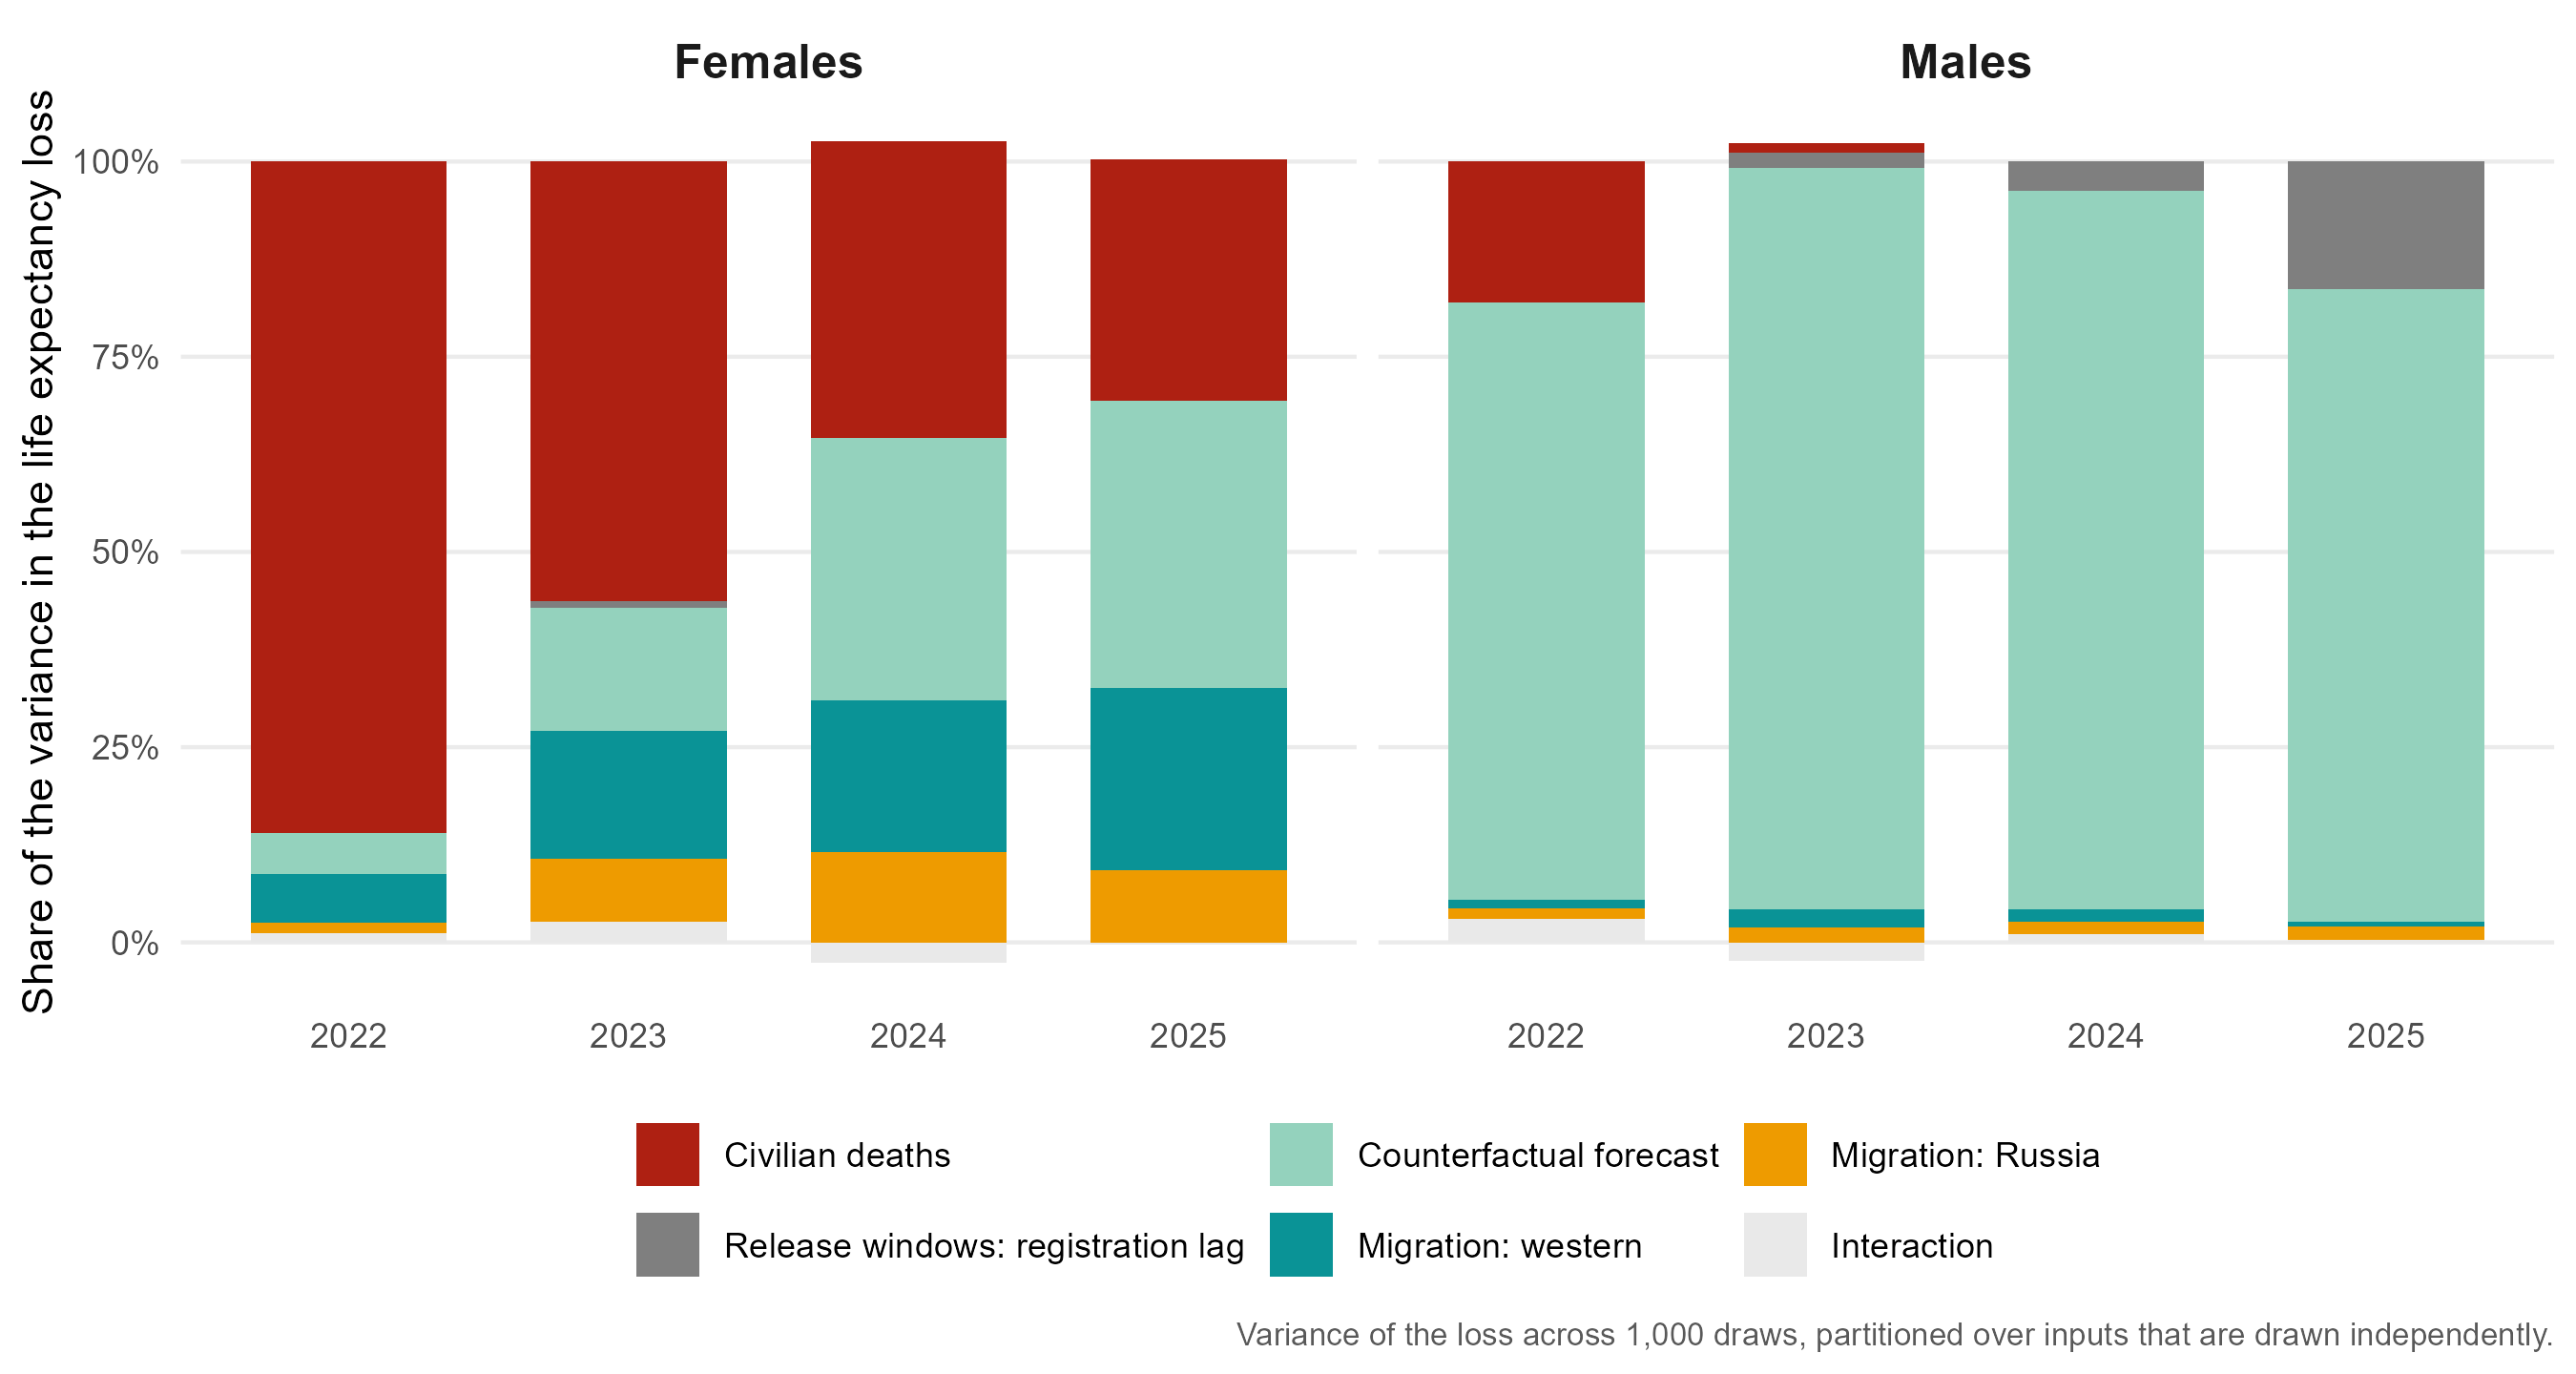 Females
Males
Share of the variance in the life expectancy loss
100%
75%
50%
25%
0%
2022
2023
2024
2025
2022
2023
2024
2025
Civilian deaths
Counterfactual forecast
Migration: Russia
Release windows: registration lag
Migration: western
Interaction
Variance of the loss across 1,000 draws, partitioned over inputs that are drawn independently.